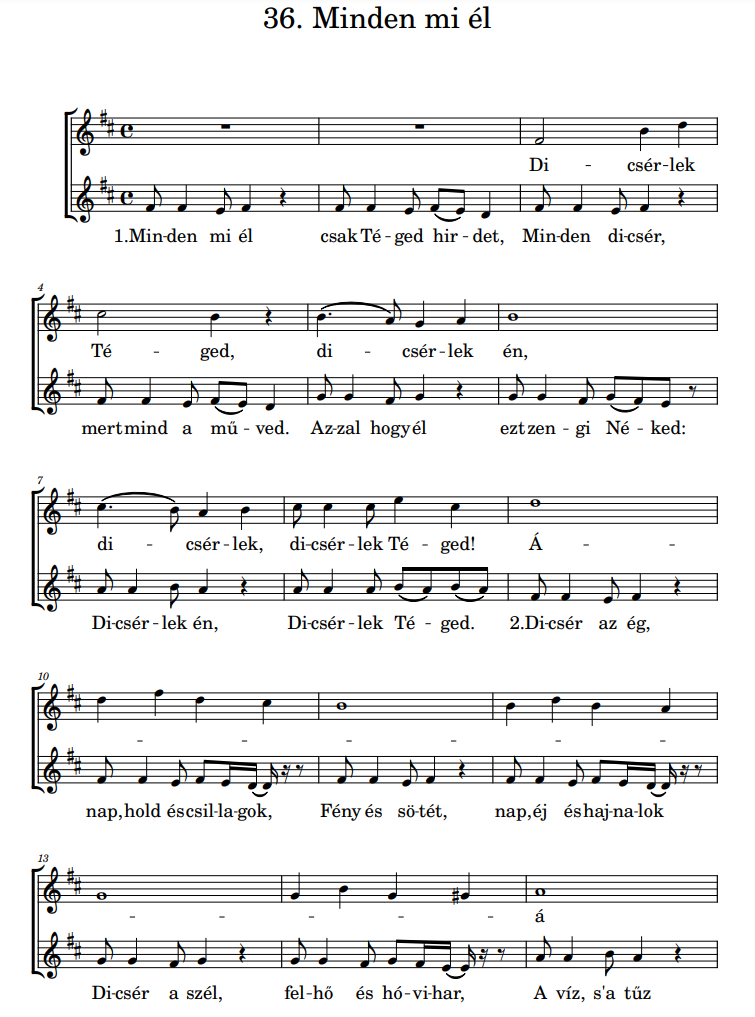 36. Minden mi él
Di - csér-lek
1.Min-den mi él csak Té-ged hir-det, Min-den di-csér,
4
Té - ged, di - csér-lek én,
mert mind a mű-ved. Az-zal hogy él ezt zen-gi Né-ked:
7
di - csér-lek, di-csér-lek Té-ged! Á -
Di-csér-lek én, Di-csér-lek Té-ged. 2.Di-csér az ég,
10
nap, hold és csil-la-gok, Fény és sö-tét, nap, éj és haj-na-lok
13
- á
Di-csér a szél, fel-hő és hó-vi-har, A víz, s'a tűz